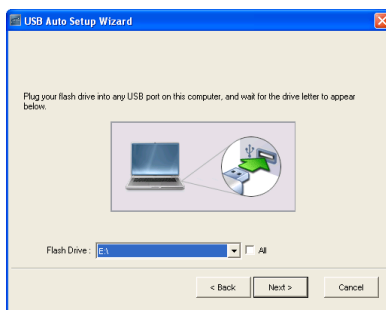 USB Auto Setup Wizard
Plug your flash drive into any USB port on this computer, and wait for the drive letter to appear
below.
Flash Drive : E:\ All
< Back Next > Cancel